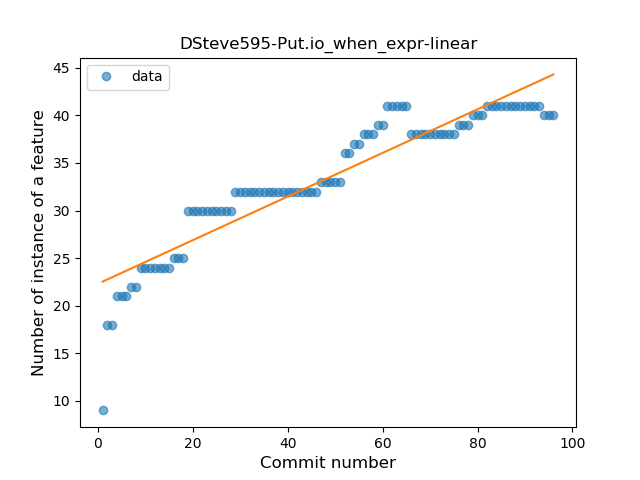 DSteve595-Put.io_when_expr-linear
data
Number of instance of a feature
45
40
35
30
25
20
15
10
0 20 40 60 80 100
Commit number